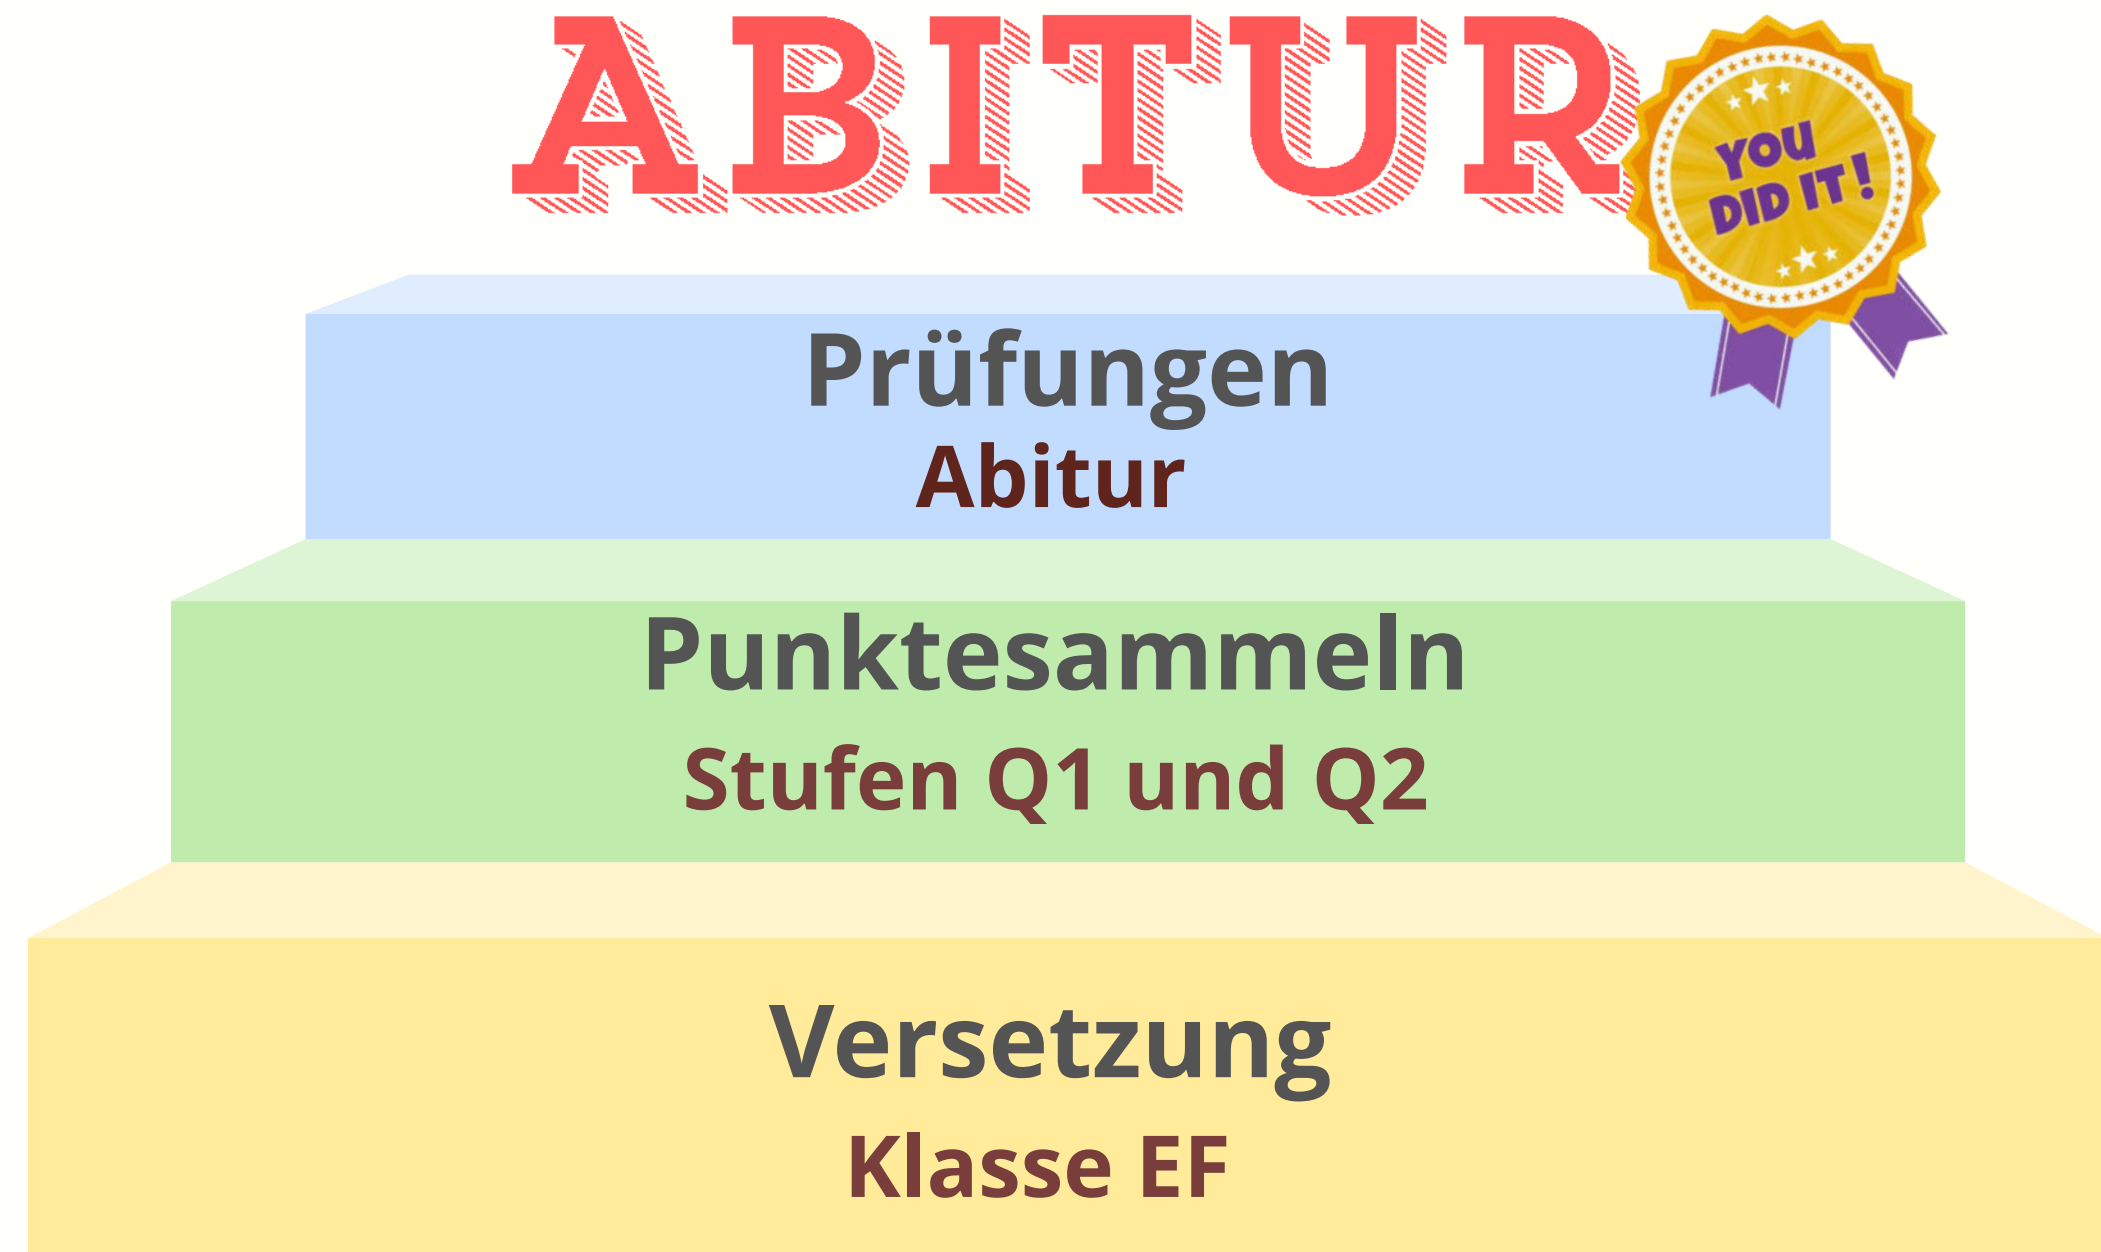 ABITUR
YOU
DID IT!
Prüfungen
Abitur
Punktesammeln
Stufen Q1 und Q2
Versetzung
Klasse EF